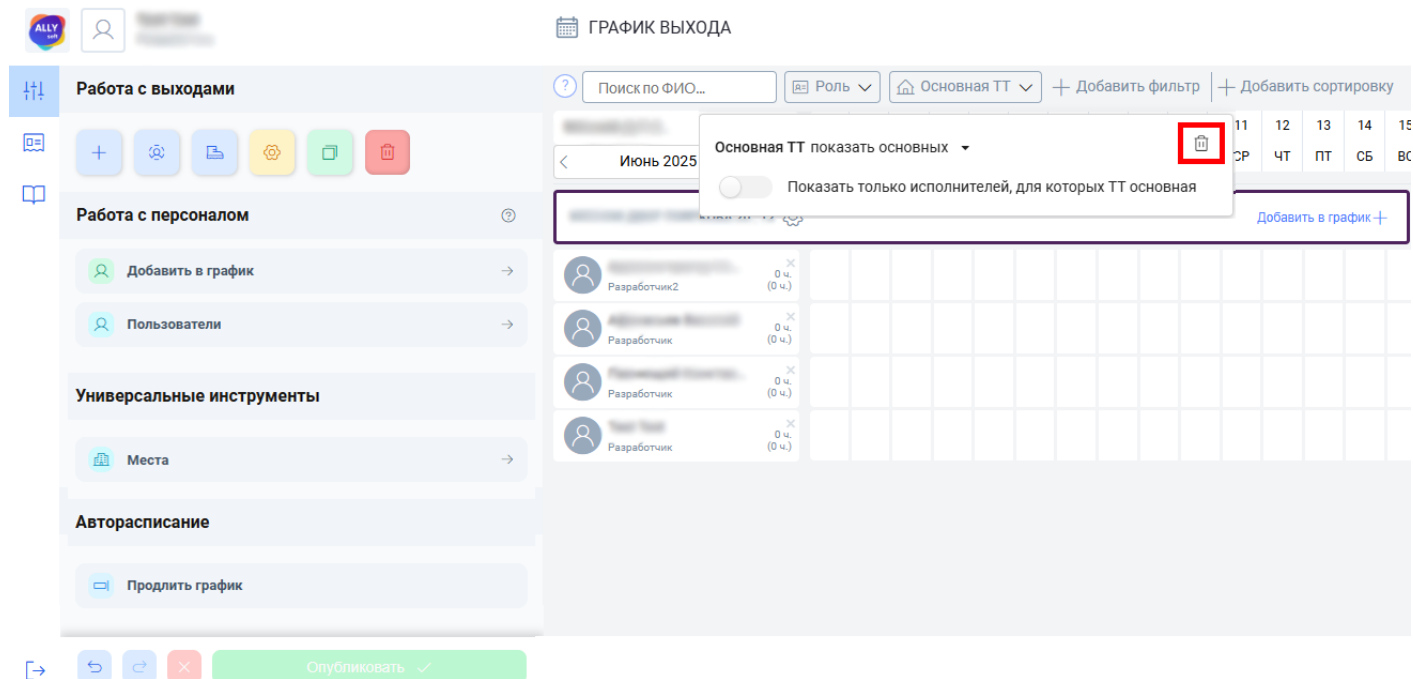 ALLY
soft
ГРАФИК ВЫХОДА
Работа с выходами
? Поиск по ФИО... Роль Основная ТТ Добавить фильтр Добавить сортировку
11 12 13 14 15
Июнь 2025
СР ЧТ ПТ СБ ВС
Основная ТТ показать основных
Показать только исполнителей, для которых ТТ основная
Работа с персоналом ?
Добавить в график
Добавить в график
Разработчик2
0 ч.
(0 ч.)
Пользователи
Разработчик
0 ч.
(0 ч.)
Разработчик
0 ч.
(0 ч.)
Универсальные инструменты
Разработчик
0 ч.
(0 ч.)
Места
Авторасписание
Продлить график
Опубликовать